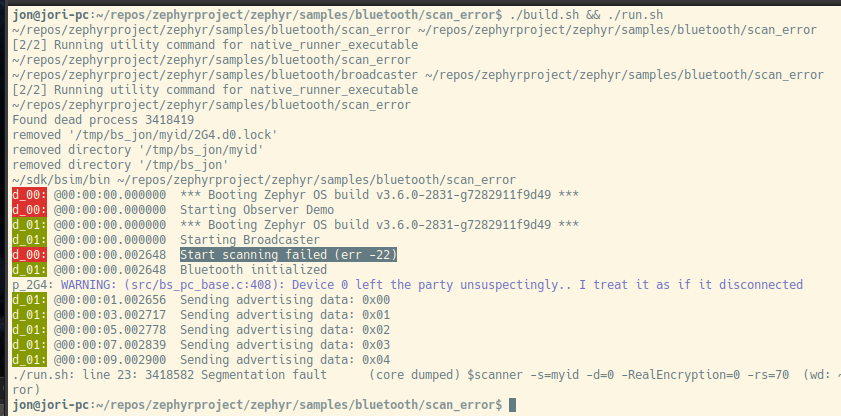 jon@jori-pc:~/repos/zephyrproject/zephyr/samples/bluetooth/scan_error$ ./build.sh && ./run.sh
~/repos/zephyrproject/zephyr/samples/bluetooth/scan_error ~/repos/zephyrproject/zephyr/samples/bluetooth/scan_error
[2/2] Running utility command for native_runner_executable
~/repos/zephyrproject/zephyr/samples/bluetooth/scan_error
~/repos/zephyrproject/zephyr/samples/bluetooth/broadcaster ~/repos/zephyrproject/zephyr/samples/bluetooth/scan_error
[2/2] Running utility command for native_runner_executable
~/repos/zephyrproject/zephyr/samples/bluetooth/scan_error
Found dead process 3418419
removed '/tmp/bs_jon/myid/2G4.d0.lock'
removed directory '/tmp/bs_jon/myid'
removed directory '/tmp/bs_jon'
~/sdk/bsim/bin ~/repos/zephyrproject/zephyr/samples/bluetooth/scan_error
d_00: @00:00:00.000000  *** Booting Zephyr OS build v3.6.0-2831-g7282911f9d49 ***
d_00: @00:00:00.000000  Starting Observer Demo
d_01: @00:00:00.000000  *** Booting Zephyr OS build v3.6.0-2831-g7282911f9d49 ***
d_01: @00:00:00.000000  Starting Broadcaster
d_00: @00:00:00.002648  Start scanning failed (err -22)
d_01: @00:00:00.002648  Bluetooth initialized
p_2G4: WARNING: (src/bs_pc_base.c:408): Device 0 left the party unsuspectingly.. I treat it as if it disconnected
d_01: @00:00:01.002656  Sending advertising data: 0x00
d_01: @00:00:03.002717  Sending advertising data: 0x01
d_01: @00:00:05.002778  Sending advertising data: 0x02
d_01: @00:00:07.002839  Sending advertising data: 0x03
d_01: @00:00:09.002900  Sending advertising data: 0x04
./run.sh: line 23: 3418582 Segmentation fault      (core dumped) $scanner -s=myid -d=0 -RealEncryption=0 -rs=70  (wd: ~
ror)
jon@jori-pc:~/repos/zephyrproject/zephyr/samples/bluetooth/scan_error$